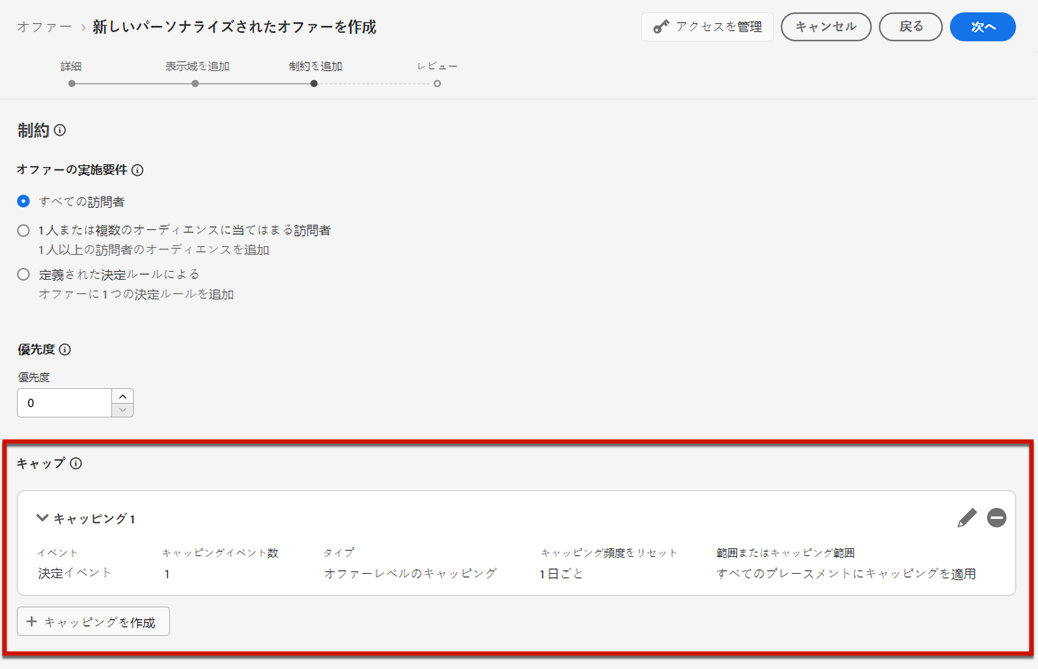 オファー › 新しいパーソナライズされたオファーを作成 アクセスを管理 キャンセル 戻る 次へ
詳細 表示域を追加 制約を追加 レビュー
制約
オファーの実施要件
すべての訪問者
1人または複数のオーディエンスに当てはまる訪問者
1人以上の訪問者のオーディエンスを追加
定義された決定ルールによる
オファーに1つの決定ルールを追加
優先度
優先度
0
キャップ
キャッピング1
イベント キャッピングイベント数 タイプ キャッピング頻度をリセット 範囲またはキャッピング範囲
決定イベント 1 オファーレベルのキャッピング 1日ごと すべてのプレースメントにキャッピングを適用
+ キャッピングを作成